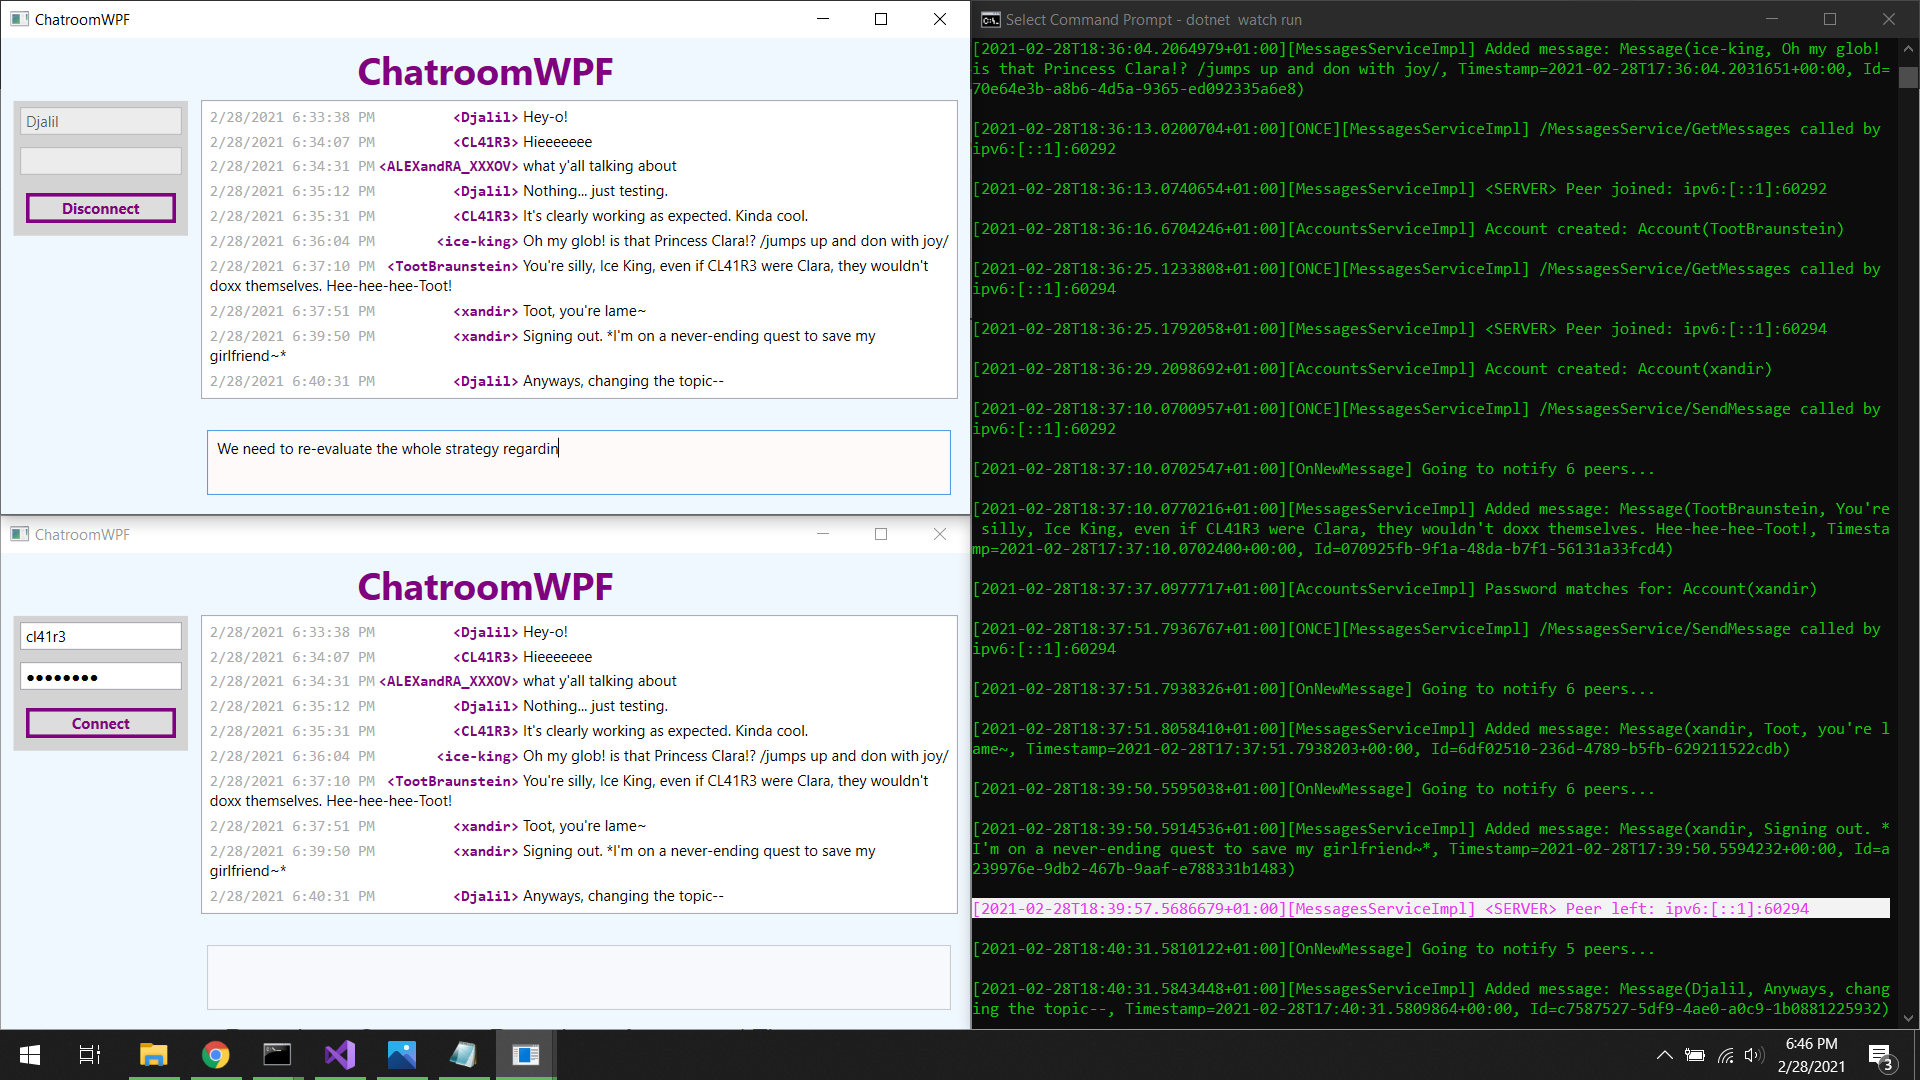 ChatroomWPF
ChatroomWPF
Djalil
Disconnect
2/28/2021 6:33:38 PM <Djalil> Hey-o!
2/28/2021 6:34:07 PM <CL41R3> Hieeeeeee
2/28/2021 6:34:31 PM <ALEXandRA_XXXOV> what y'all talking about
2/28/2021 6:35:12 PM <Djalil> Nothing... just testing.
2/28/2021 6:35:31 PM <CL41R3> It's clearly working as expected. Kinda cool.
2/28/2021 6:36:04 PM <ice-king> Oh my glob! is that Princess Clara!? /jumps up and don with joy/
2/28/2021 6:37:10 PM <TootBraunstein> You're silly, Ice King, even if CL41R3 were Clara, they wouldn't
doxx themselves. Hee-hee-hee-Toot!
2/28/2021 6:37:51 PM <xandir> Toot, you're lame~
2/28/2021 6:39:50 PM <xandir> Signing out. *I'm on a never-ending quest to save my
girlfriend~*
2/28/2021 6:40:31 PM <Djalil> Anyways, changing the topic--
We need to re-evaluate the whole strategy regardin
ChatroomWPF
ChatroomWPF
cl41r3
●●●●●●●●
Connect
2/28/2021 6:33:38 PM <Djalil> Hey-o!
2/28/2021 6:34:07 PM <CL41R3> Hieeeeeee
2/28/2021 6:34:31 PM <ALEXandRA_XXXOV> what y'all talking about
2/28/2021 6:35:12 PM <Djalil> Nothing... just testing.
2/28/2021 6:35:31 PM <CL41R3> It's clearly working as expected. Kinda cool.
2/28/2021 6:36:04 PM <ice-king> Oh my glob! is that Princess Clara!? /jumps up and don with joy/
2/28/2021 6:37:10 PM <TootBraunstein> You're silly, Ice King, even if CL41R3 were Clara, they wouldn't
doxx themselves. Hee-hee-hee-Toot!
2/28/2021 6:37:51 PM <xandir> Toot, you're lame~
2/28/2021 6:39:50 PM <xandir> Signing out. *I'm on a never-ending quest to save my
girlfriend~*
2/28/2021 6:40:31 PM <Djalil> Anyways, changing the topic--
Select Command Prompt - dotnet  watch run
[2021-02-28T18:36:04.2064979+01:00][MessagesServiceImpl] Added message: Message(ice-king, Oh my glob!
is that Princess Clara!? /jumps up and don with joy/, Timestamp=2021-02-28T17:36:04.2031651+00:00, Id=
70e64e3b-a8b6-4d5a-9365-ed092335a6e8)
[2021-02-28T18:36:13.0200704+01:00][ONCE][MessagesServiceImpl] /MessagesService/GetMessages called by
ipv6:[::1]:60292
[2021-02-28T18:36:13.0740654+01:00][MessagesServiceImpl] <SERVER> Peer joined: ipv6:[::1]:60292
[2021-02-28T18:36:16.6704246+01:00][AccountsServiceImpl] Account created: Account(TootBraunstein)
[2021-02-28T18:36:25.1233808+01:00][ONCE][MessagesServiceImpl] /MessagesService/GetMessages called by
ipv6:[::1]:60294
[2021-02-28T18:36:25.1792058+01:00][MessagesServiceImpl] <SERVER> Peer joined: ipv6:[::1]:60294
[2021-02-28T18:36:29.2098692+01:00][AccountsServiceImpl] Account created: Account(xandir)
[2021-02-28T18:37:10.0700957+01:00][ONCE][MessagesServiceImpl] /MessagesService/SendMessage called by
ipv6:[::1]:60292
[2021-02-28T18:37:10.0702547+01:00][OnNewMessage] Going to notify 6 peers...
[2021-02-28T18:37:10.0770216+01:00][MessagesServiceImpl] Added message: Message(TootBraunstein, You're
silly, Ice King, even if CL41R3 were Clara, they wouldn't doxx themselves. Hee-hee-hee-Toot!, Timesta
mp=2021-02-28T17:37:10.0702400+00:00, Id=070925fb-9f1a-48da-b7f1-56131a33fcd4)
[2021-02-28T18:37:37.0977717+01:00][AccountsServiceImpl] Password matches for: Account(xandir)
[2021-02-28T18:37:51.7936767+01:00][ONCE][MessagesServiceImpl] /MessagesService/SendMessage called by
ipv6:[::1]:60294
[2021-02-28T18:37:51.7938326+01:00][OnNewMessage] Going to notify 6 peers...
[2021-02-28T18:37:51.8058410+01:00][MessagesServiceImpl] Added message: Message(xandir, Toot, you're l
ame~, Timestamp=2021-02-28T17:37:51.7938203+00:00, Id=6df02510-236d-4789-b5fb-629211522cdb)
[2021-02-28T18:39:50.5595038+01:00][OnNewMessage] Going to notify 6 peers...
[2021-02-28T18:39:50.5914536+01:00][MessagesServiceImpl] Added message: Message(xandir, Signing out. *
I'm on a never-ending quest to save my girlfriend~*, Timestamp=2021-02-28T17:39:50.5594232+00:00, Id=a
239976e-9db2-467b-9aaf-e788331b1483)
[2021-02-28T18:39:57.5686679+01:00][MessagesServiceImpl] <SERVER> Peer left: ipv6:[::1]:60294
[2021-02-28T18:40:31.5810122+01:00][OnNewMessage] Going to notify 5 peers...
[2021-02-28T18:40:31.5843448+01:00][MessagesServiceImpl] Added message: Message(Djalil, Anyways, chang
ing the topic--, Timestamp=2021-02-28T17:40:31.5809864+00:00, Id=c7587527-5df9-4ae0-a0c9-1b0881225932)
6:46 PM
2/28/2021
3